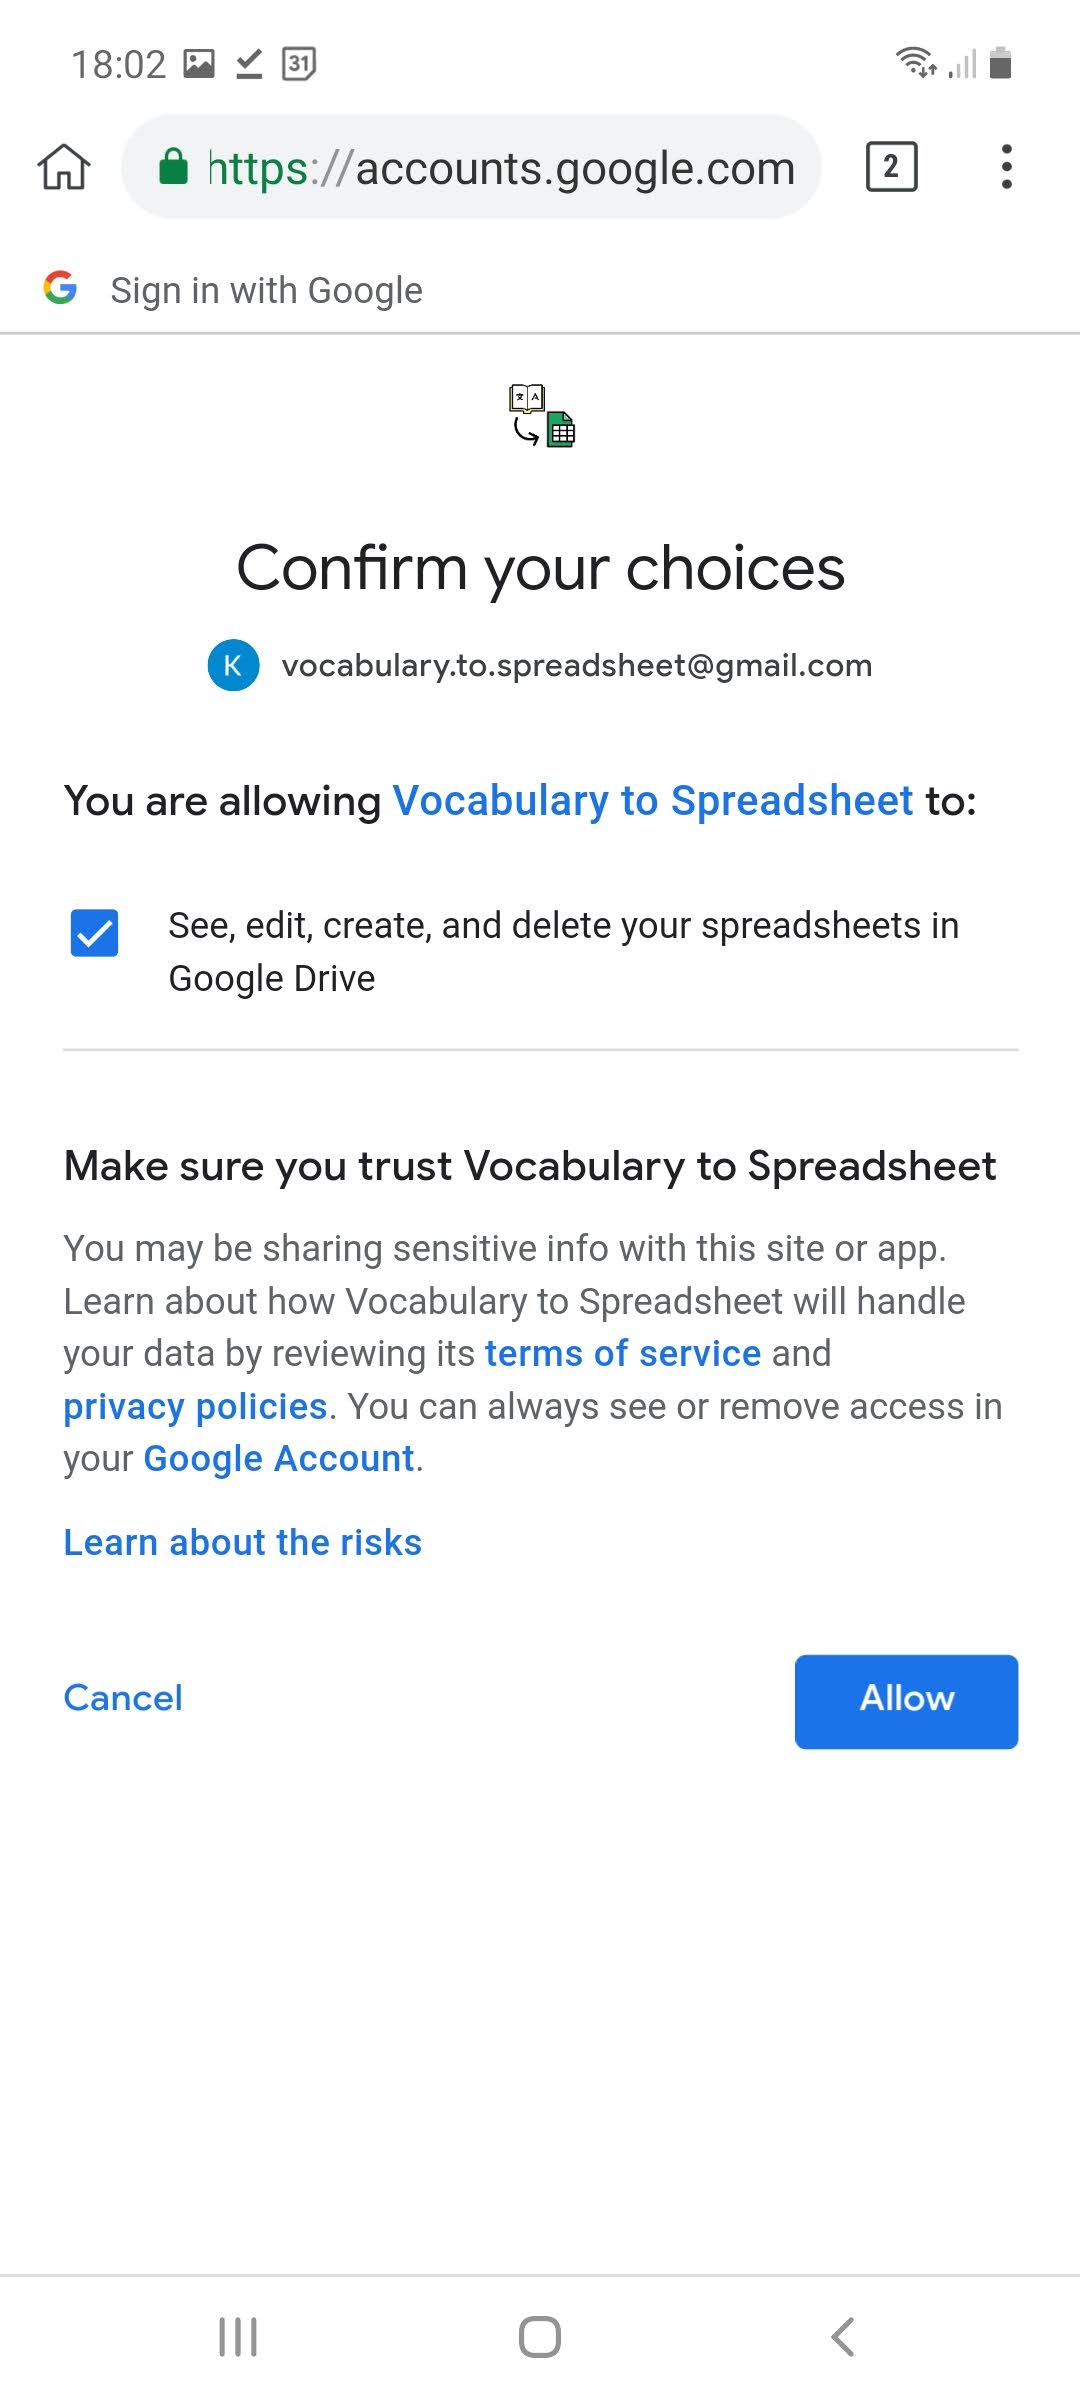 18:02 31
https://accounts.google.com 2
Sign in with Google
文 A
Confirm your choices
K vocabulary.to.spreadsheet@gmail.com
You are allowing Vocabulary to Spreadsheet to:
See, edit, create, and delete your spreadsheets in
Google Drive
Make sure you trust Vocabulary to Spreadsheet
You may be sharing sensitive info with this site or app.
Learn about how Vocabulary to Spreadsheet will handle
your data by reviewing its terms of service and
privacy policies. You can always see or remove access in
your Google Account.
Learn about the risks
Cancel Allow